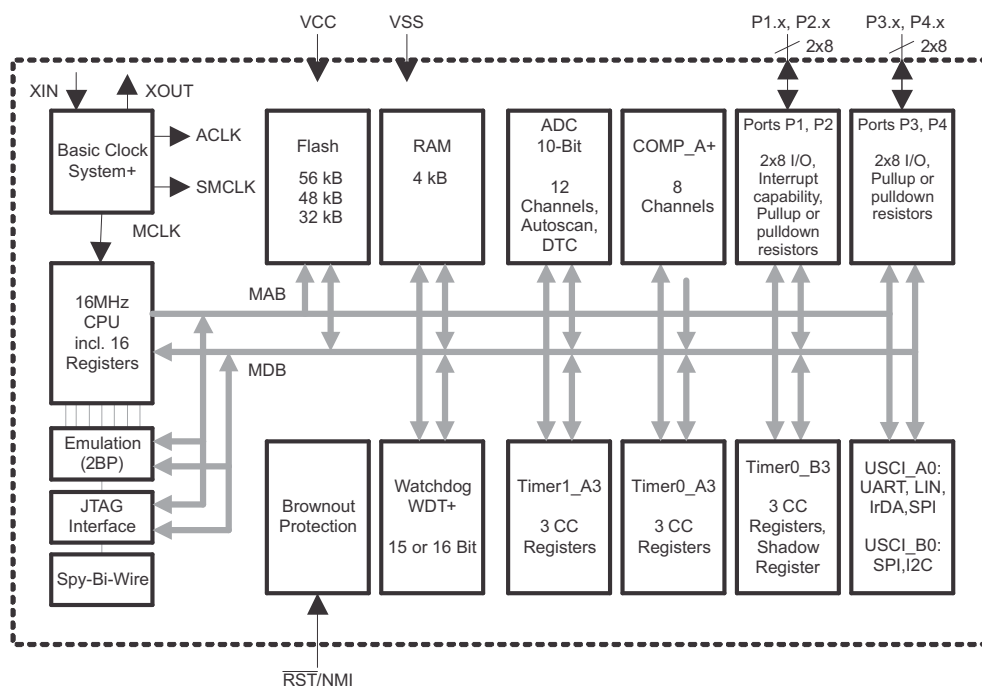 VCC
VSS
P1.x, P2.x
2x8
P3.x, P4.x
2x8
XIN
XOUT
Basic Clock
System+
ACLK
SMCLK
MCLK
Flash
56 kB
48 kB
32 kB
RAM
4 kB
ADC
10-Bit
12
Channels,
Autoscan,
DTC
COMP_A+
8
Channels
Ports P1, P2
2x8 I/O,
Interrupt
capability,
Pullup or
pulldown
resistors
Ports P3, P4
2x8 I/O,
Pullup or
pulldown
resistors
16MHz
CPU
incl. 16
Registers
MAB
MDB
Emulation
(2BP)
JTAG
Interface
Spy-Bi-Wire
Brownout
Protection
Watchdog
WDT+
15 or 16 Bit
Timer1_A3
3 CC
Registers
Timer0_A3
3 CC
Registers
Timer0_B3
3 CC
Registers,
Shadow
Register
USCI_A0:
UART, LIN,
IrDA,SPI
USCI_B0:
SPI,I2C
RST/NMI